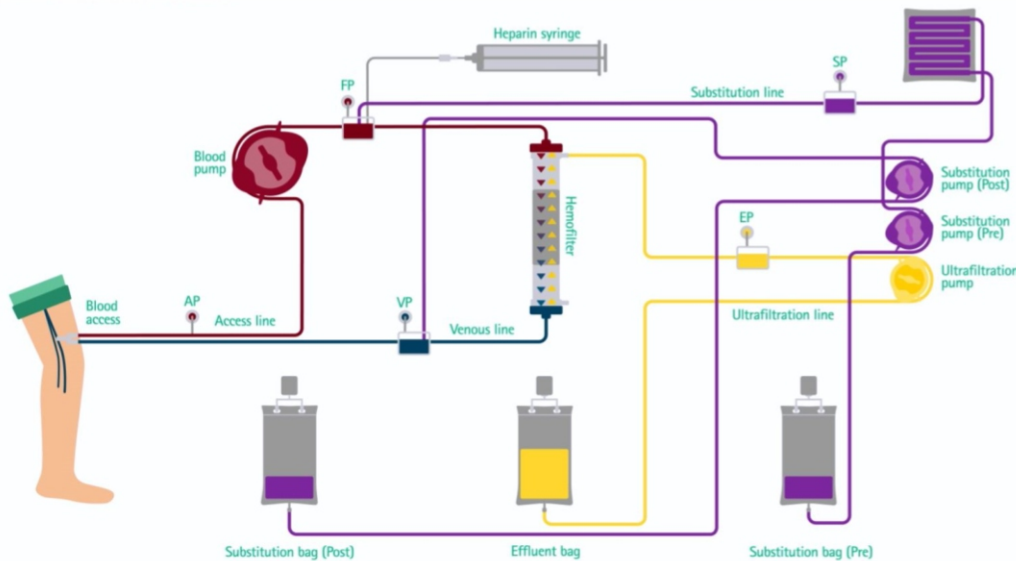 Heparin syringe
SP
FP
Substitution line
Blood
pump
Substitution
pump (Post)
Hemofilter
EP
Substitution
pump (Pre)
Ultrafiltration
pump
Blood
access
AP
Access line
VP
Venous line
Ultrafiltration line
Substitution bag (Post)
Effluent bag
Substitution bag (Pre)